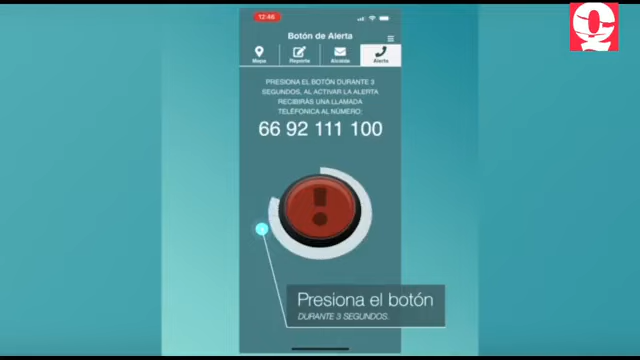 12:46
Botón de Alerta
Mapa Reporte Alcalde Alerta
PRESIONA EL BOTÓN DURANTE 3
SEGUNDOS, AL ACTIVAR LA ALERTA
RECIBIRÁS UNA LLAMADA
TELÉFONICA AL NÚMERO:
66 92 111 100
Presiona el botón
DURANTE 3 SEGUNDOS.